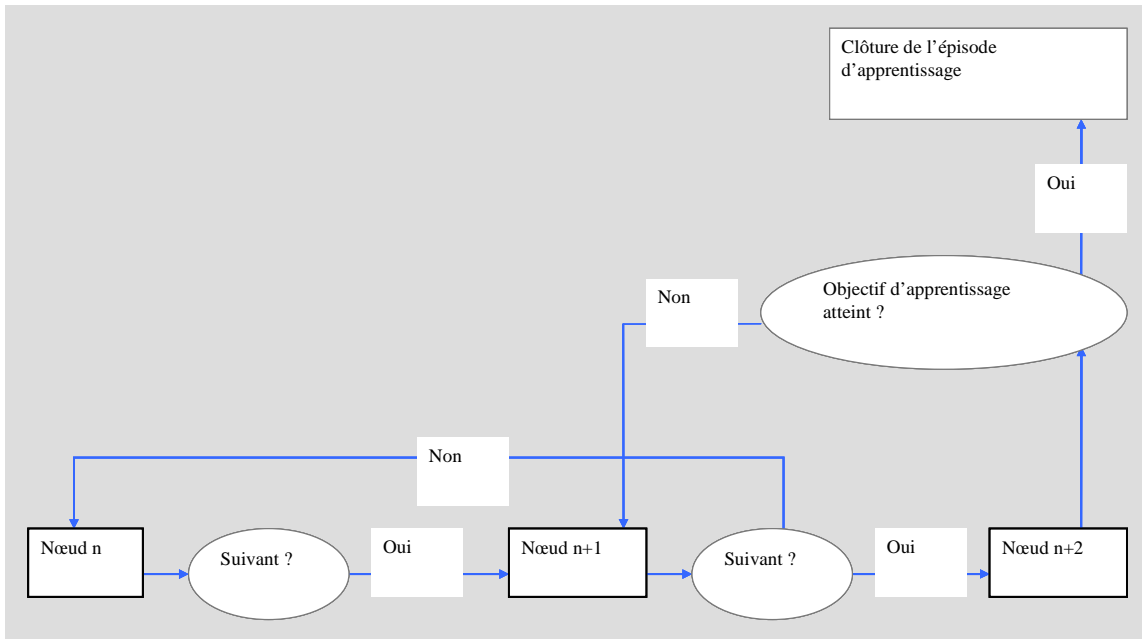 Clôture de l’épisode
d’apprentissage
Oui
Objectif d’apprentissage
atteint ?
Non
Non
Nœud n
Suivant ?
Oui
Nœud n+1
Suivant ?
Oui
Nœud n+2